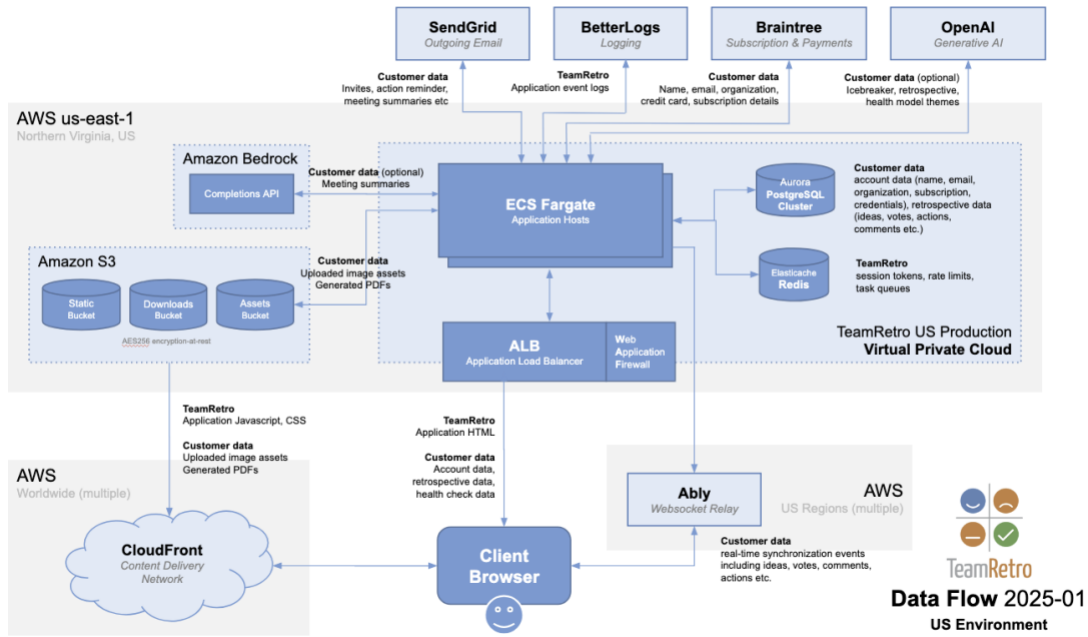 SendGrid
Outgoing Email
BetterLogs
Logging
Braintree
Subscription & Payments
OpenAI
Generative AI
Customer data
Invites, action reminder,
meeting summaries etc
TeamRetro
Application event logs
Customer data
Name, email, organization,
credit card, subscription details
Customer data (optional)
Icebreaker, retrospective,
health model themes
AWS us-east-1
Northern Virginia, US
Amazon Bedrock
Completions API
Customer data (optional)
Meeting summaries
ECS Fargate
Application Hosts
Aurora
PostgreSQL
Cluster
Customer data
account data (name, email,
organization, subscription,
credentials), retrospective data
(ideas, votes, actions,
comments etc.)
Amazon S3
Static
Bucket
Downloads
Bucket
Assets
Bucket
AES256 encryption-at-rest
Customer data
Uploaded image assets
Generated PDFs
Elasticache
Redis
TeamRetro
session tokens, rate limits,
task queues
ALB
Application Load Balancer
Web
Application
Firewall
TeamRetro US Production
Virtual Private Cloud
TeamRetro
Application Javascript, CSS
Customer data
Uploaded image assets
Generated PDFs
TeamRetro
Application HTML
Customer data
Account data,
retrospective data,
health check data
AWS
Worldwide (multiple)
CloudFront
Content Delivery
Network
Client
Browser
Ably
Websocket Relay
AWS
US Regions (multiple)
Customer data
real-time synchronization events
including ideas, votes, comments,
actions etc.
TeamRetro
Data Flow 2025-01
US Environment